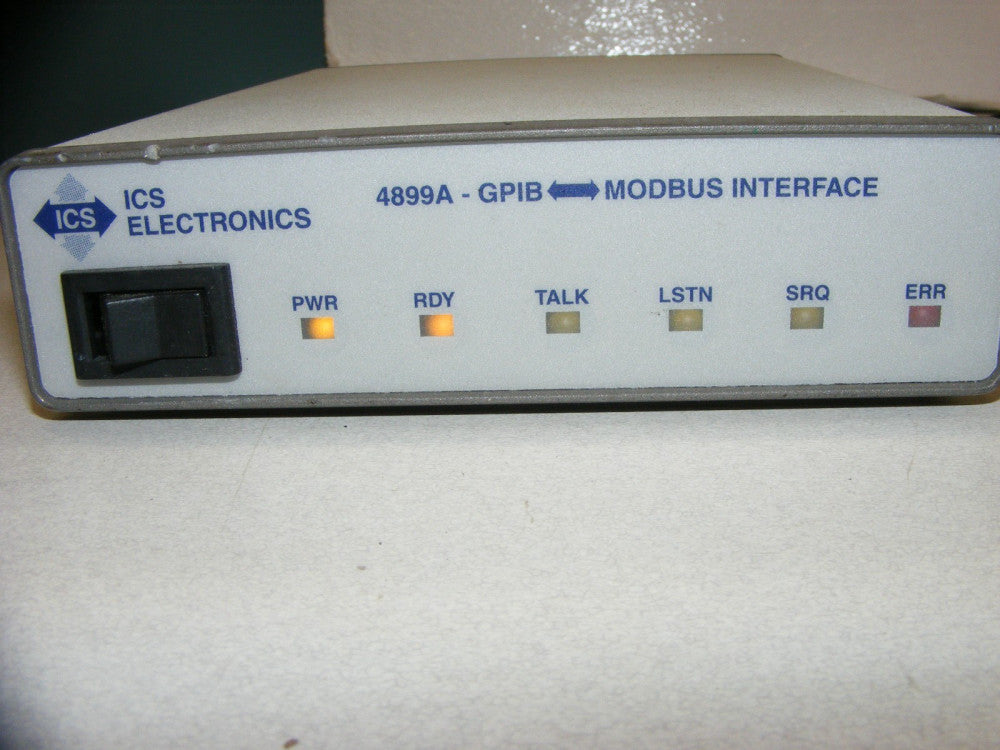 ICS
ICS
ELECTRONICS
4899A - GPIB ⟷ MODBUS INTERFACE
PWR RDY TALK LSTN SRQ ERR